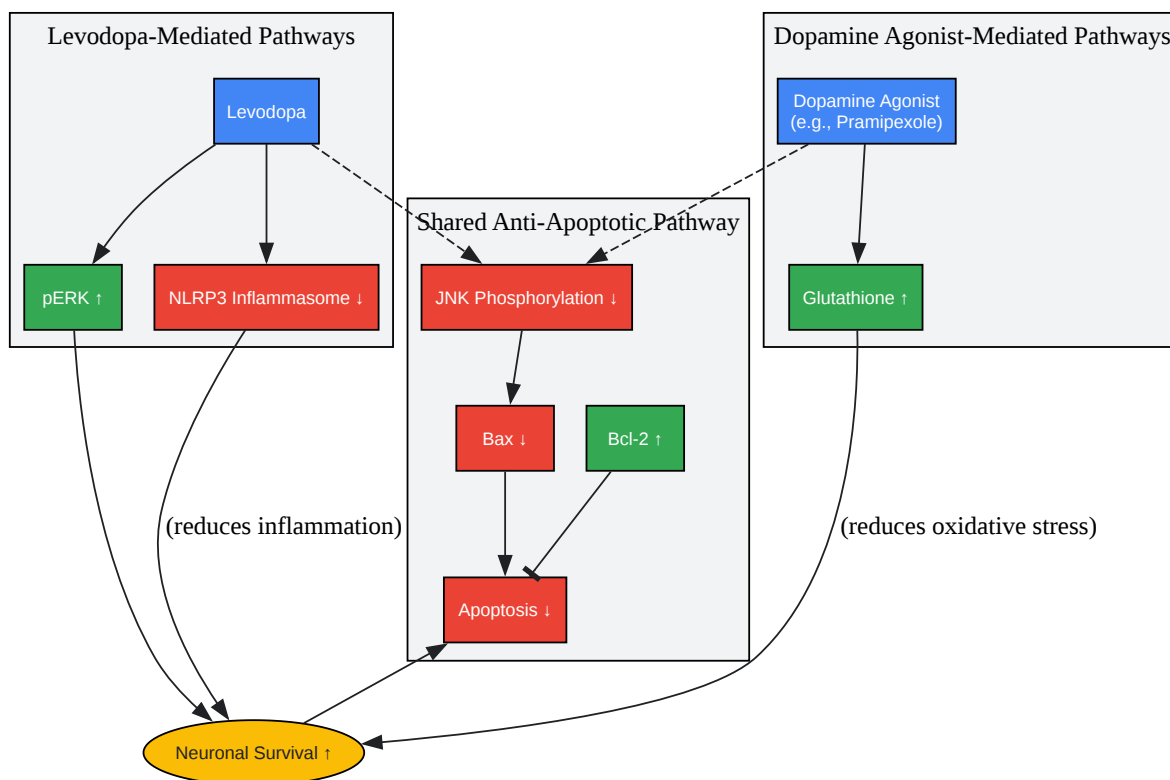 Levodopa-Mediated Pathways
Dopamine Agonist-Mediated Pathways
Levodopa
Dopamine Agonist
(e.g., Pramipexole)
Shared Anti-Apoptotic Pathway
pERK ↑
NLRP3 Inflammasome ↓
JNK Phosphorylation ↓
Glutathione ↑
Bax ↓
Bcl-2 ↑
(reduces inflammation)
(reduces oxidative stress)
Apoptosis ↓
Neuronal Survival ↑